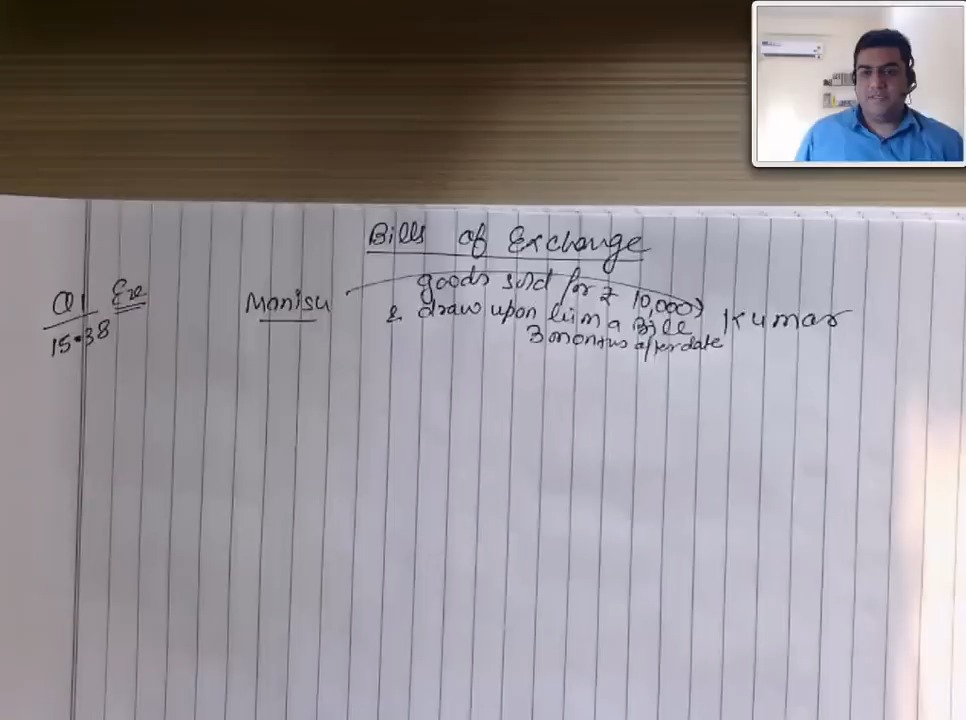 Bills of Exchange
Q1 Exe
15.38
Manish
goods sold for ₹ 10,000
& draw upon him a Bill
3 months after date
Kumar